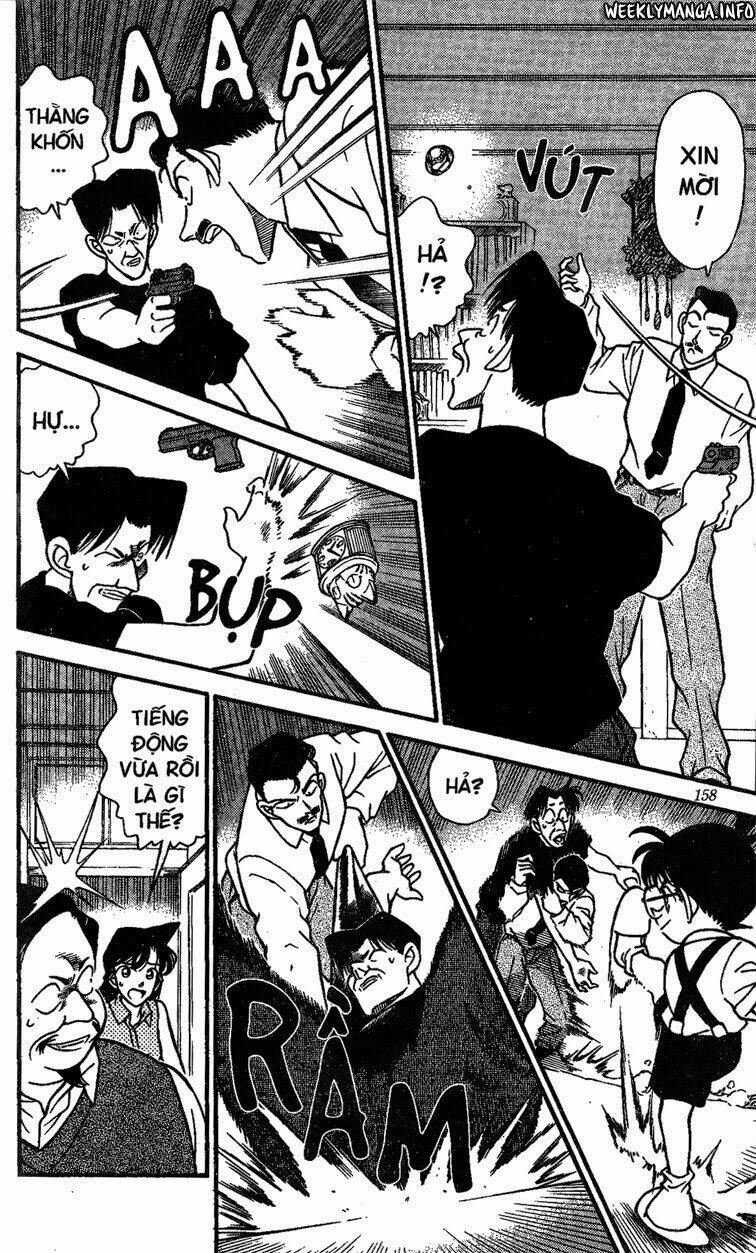 WEEKLYMANGA.INFO
XIN
MỜI
!
VÚT
HẢ
!?
AAA
THẰNG
KHỐN
...
HỰ...
BỤP
158
HẢ?
RẦM
TIẾNG
ĐỘNG
VỪA RỒI
LÀ GÌ
THẾ?